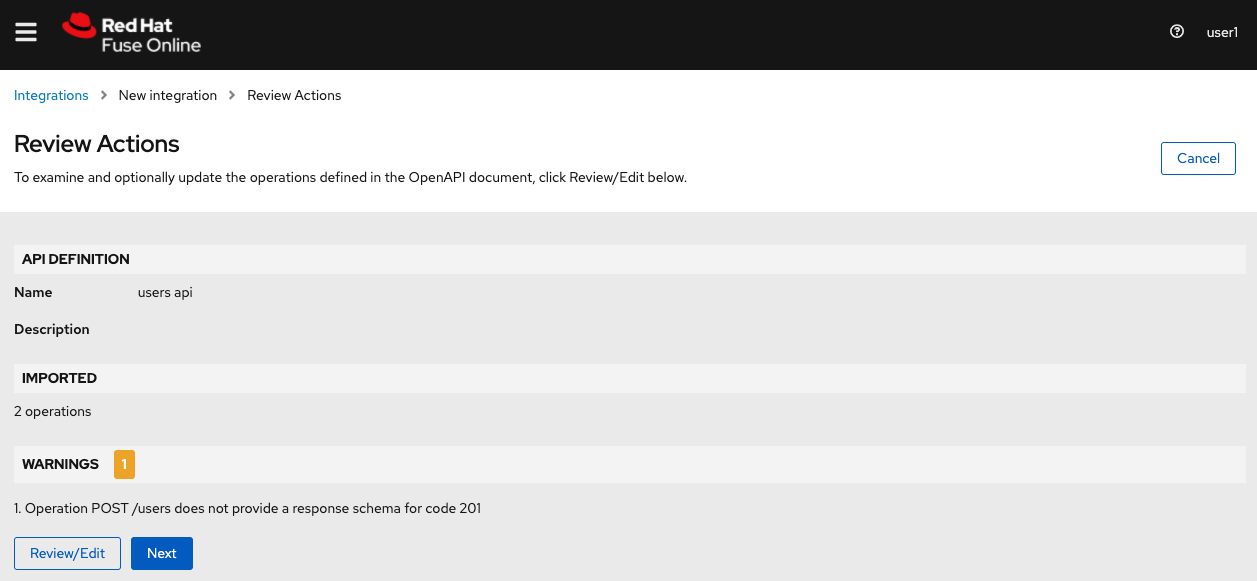 Red Hat
Fuse Online
user1
Integrations > New integration > Review Actions
Review Actions
Cancel
To examine and optionally update the operations defined in the OpenAPI document, click Review/Edit below.
API DEFINITION
Name users api
Description
IMPORTED
2 operations
WARNINGS 1
1. Operation POST /users does not provide a response schema for code 201
Review/Edit Next